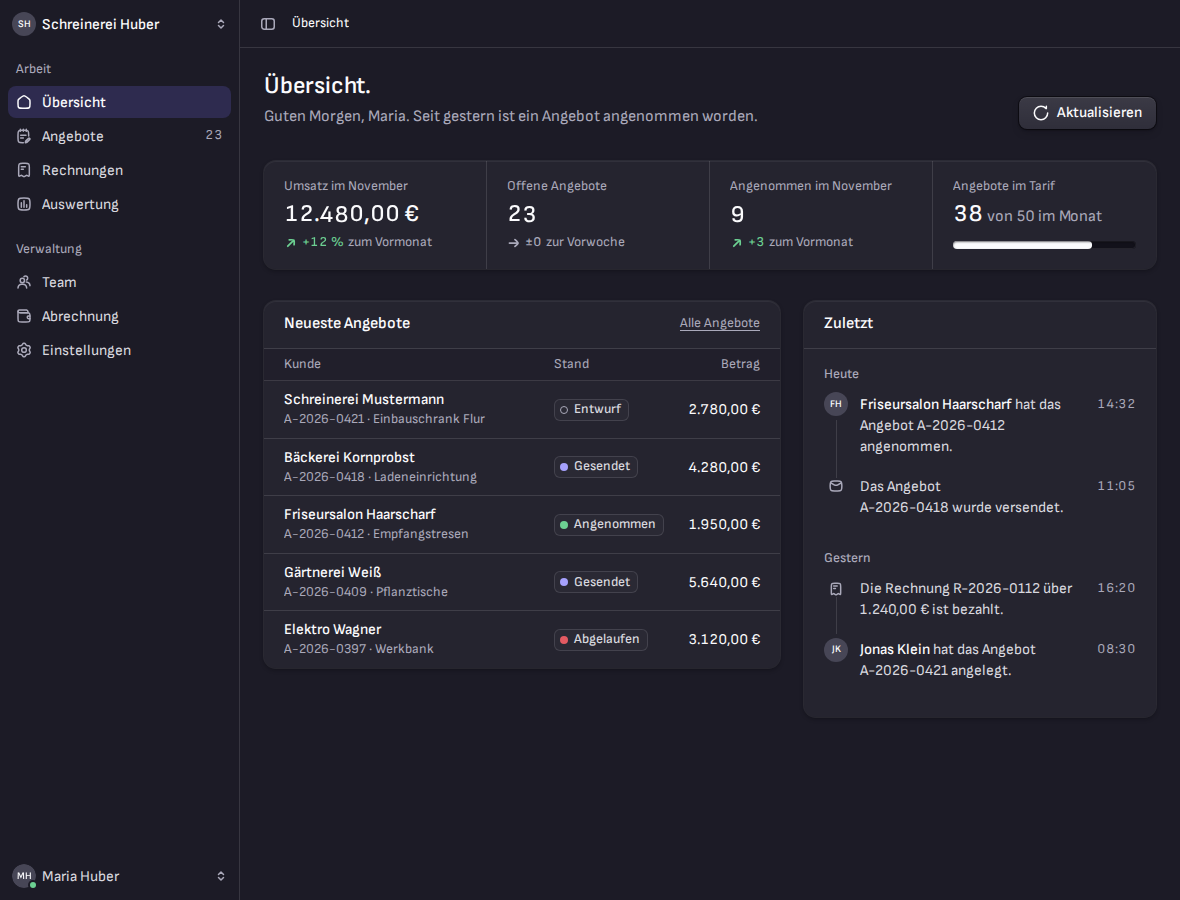 SH Schreinerei Huber
Arbeit
Übersicht
Angebote 23
Rechnungen
Auswertung
Verwaltung
Team
Abrechnung
Einstellungen
MH Maria Huber
Übersicht
Übersicht.
Guten Morgen, Maria. Seit gestern ist ein Angebot angenommen worden.
Aktualisieren
Umsatz im November
12.480,00 €
+12 % zum Vormonat
Offene Angebote
23
±0 zur Vorwoche
Angenommen im November
9
+3 zum Vormonat
Angebote im Tarif
38 von 50 im Monat
Neueste Angebote Alle Angebote
Kunde Stand Betrag
Schreinerei Mustermann
A-2026-0421 · Einbauschrank Flur
Entwurf 2.780,00 €
Bäckerei Kornprobst
A-2026-0418 · Ladeneinrichtung
Gesendet 4.280,00 €
Friseursalon Haarscharf
A-2026-0412 · Empfangstresen
Angenommen 1.950,00 €
Gärtnerei Weiß
A-2026-0409 · Pflanztische
Gesendet 5.640,00 €
Elektro Wagner
A-2026-0397 · Werkbank
Abgelaufen 3.120,00 €
Zuletzt
Heute
FH Friseursalon Haarscharf hat das 14:32
Angebot A-2026-0412
angenommen.
Das Angebot 11:05
A-2026-0418 wurde versendet.
Gestern
Die Rechnung R-2026-0112 über 16:20
1.240,00 € ist bezahlt.
JK Jonas Klein hat das Angebot 08:30
A-2026-0421 angelegt.